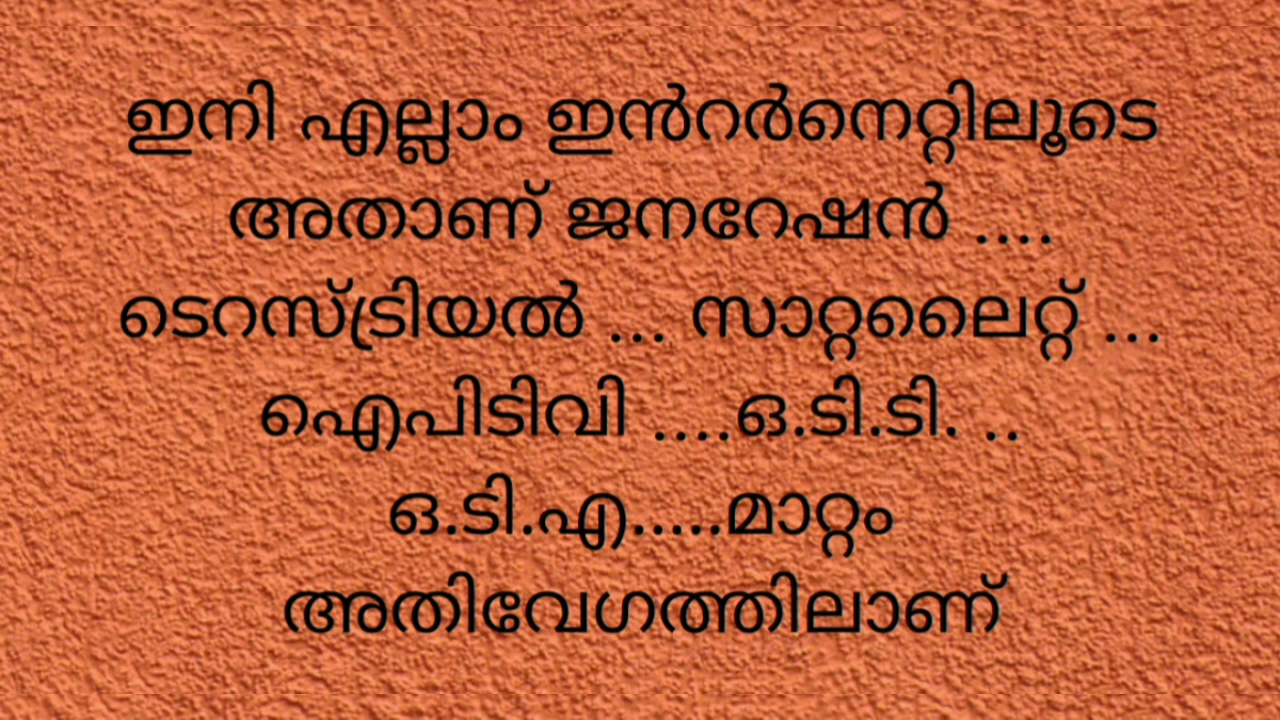 ഇനി എല്ലാം ഇൻറർനെറ്റിലൂടെ
അതാണ് ജനറേഷൻ ....
ടെറസ്ട്രിയൽ ... സാറ്റലൈറ്റ് ...
ഐപിടിവി ....ഒ.ടി.ടി. ..
ഒ.ടി.എ.....മാറ്റം
അതിവേഗത്തിലാണ്